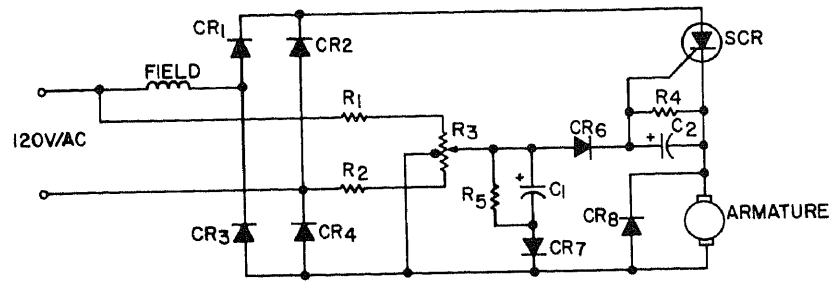 CR1
CR2
SCR
FIELD
R1
R4
120V/AC
R3
CR6
+ C2
R2
R5
+ C1
CR3
CR4
CR7
CR8
ARMATURE